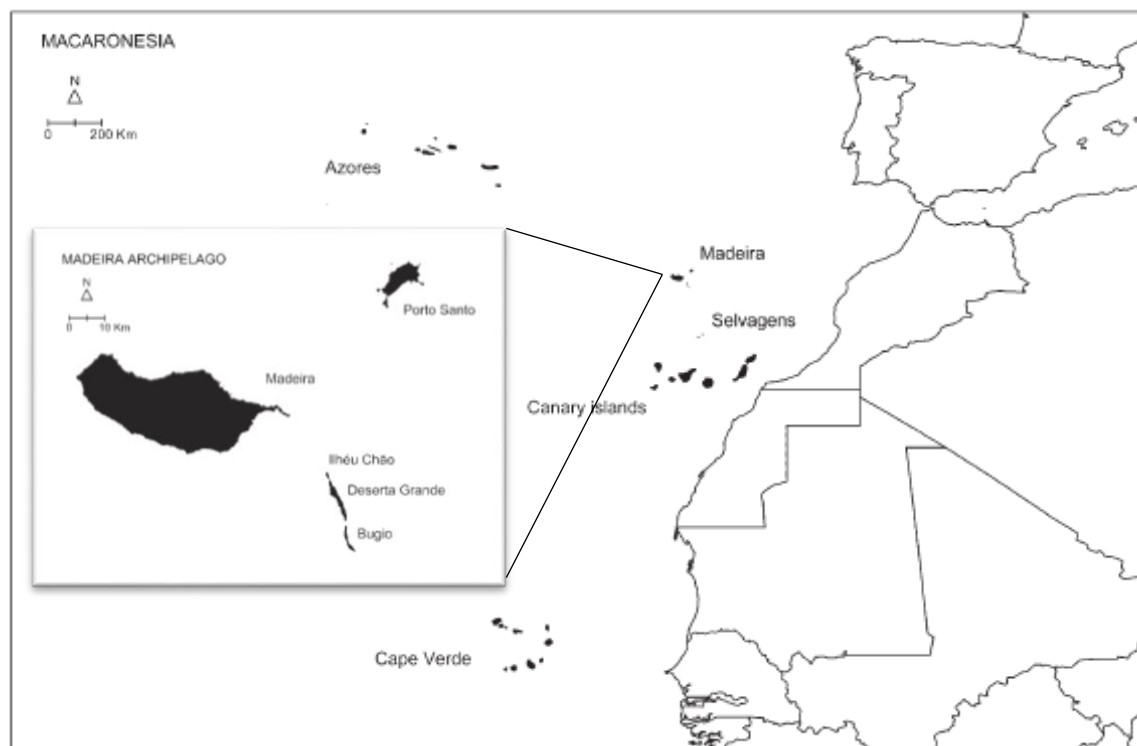 MACARONESIA
N
0 200 Km
Azores
MADEIRA ARCHIPELAGO
N
0 10 Km
Porto Santo
Madeira
Ilhéu Chão
Deserta Grande
Bugio
Madeira
Selvagens
Canary islands
Cape Verde